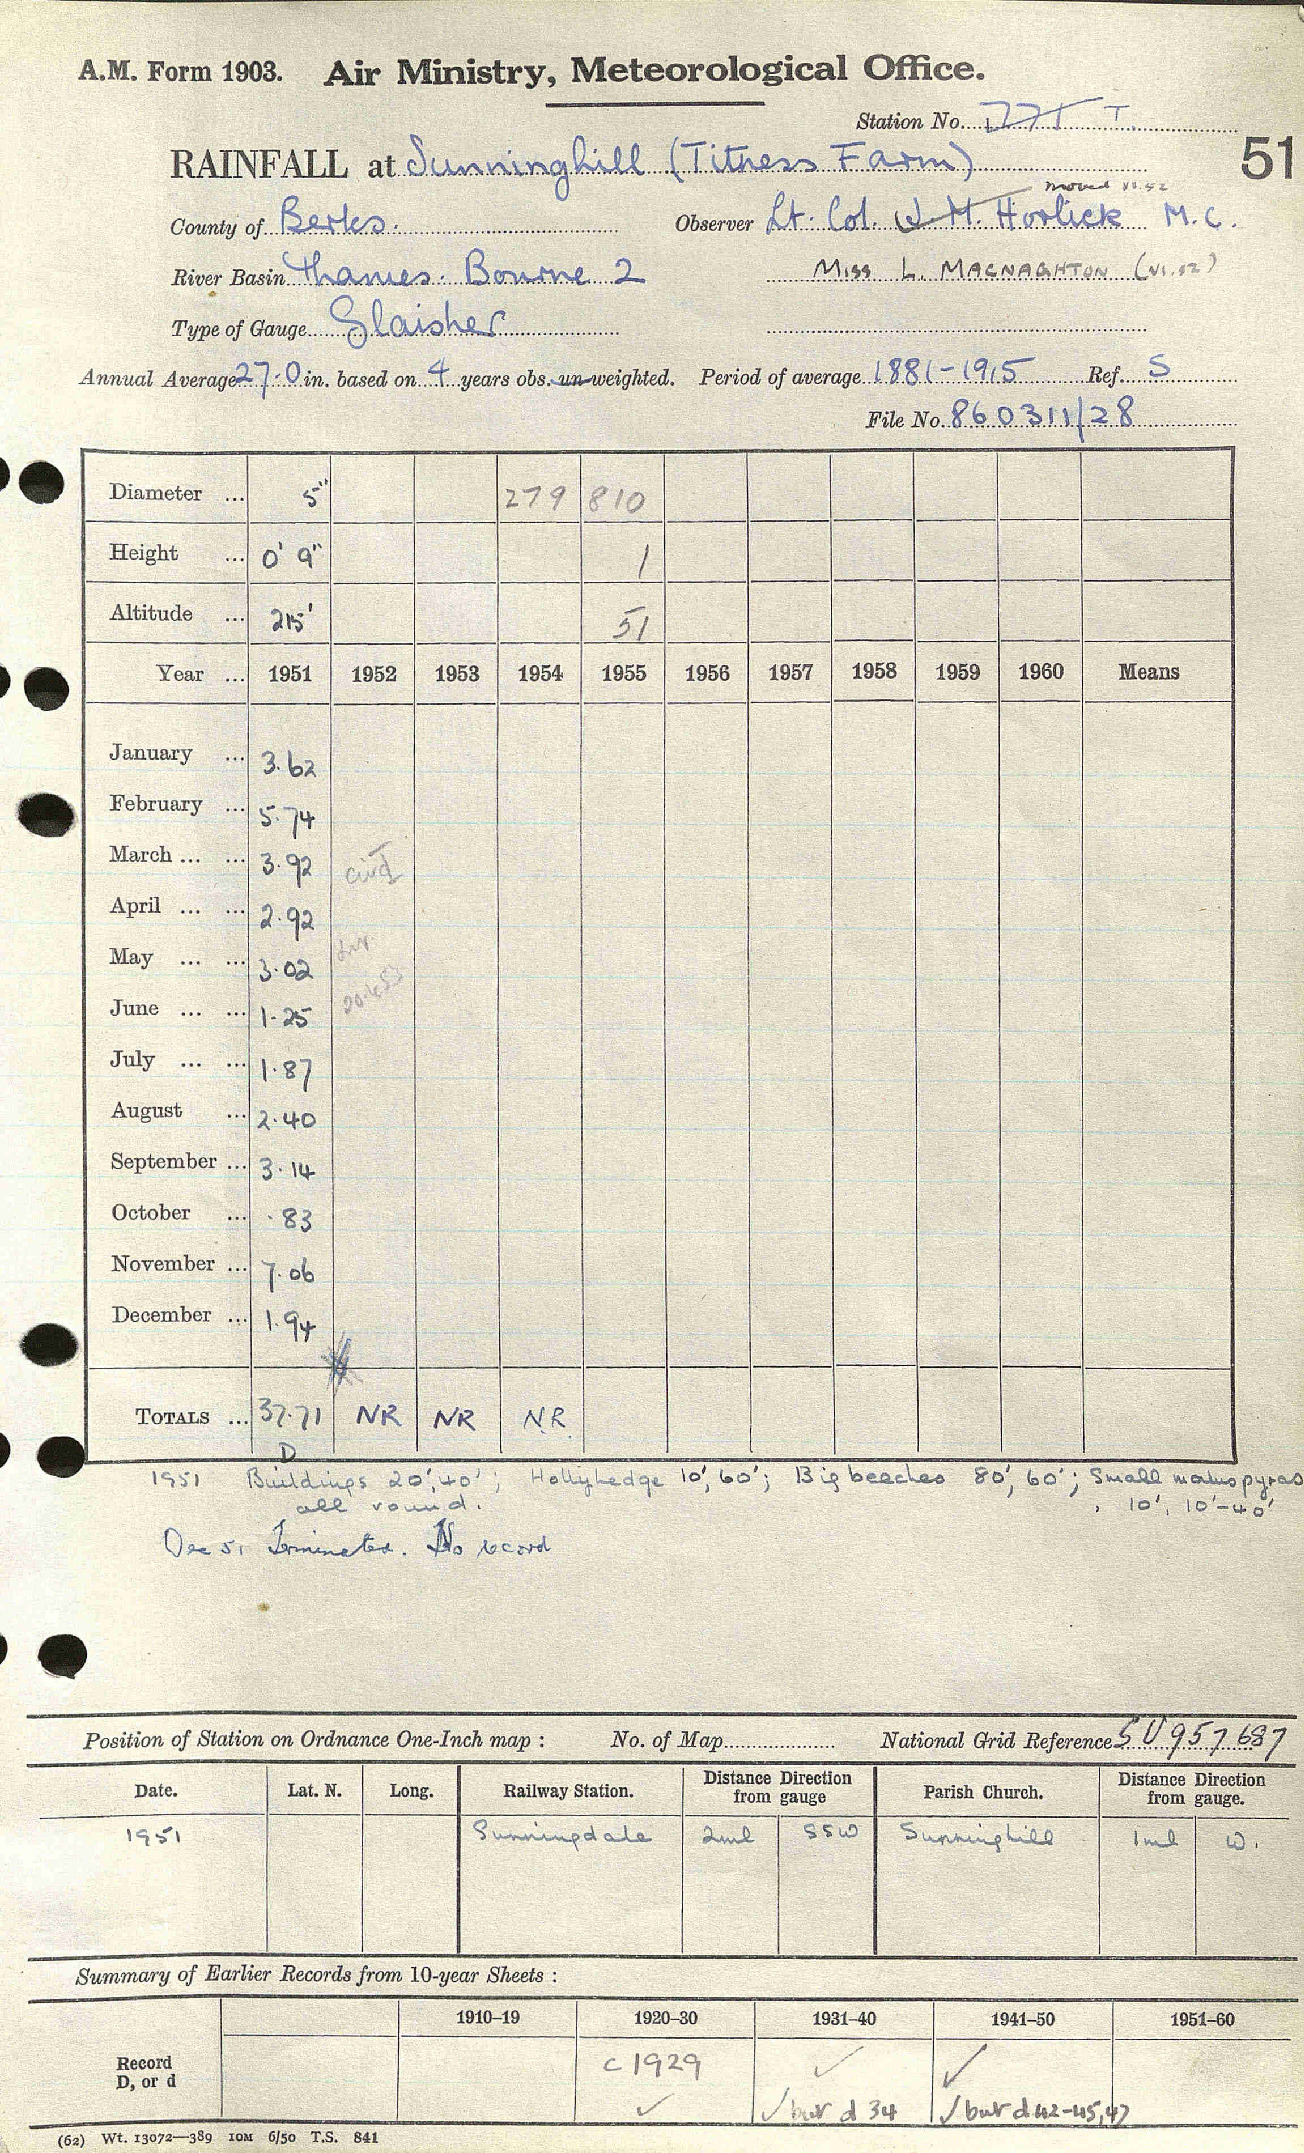 A.M. Form 1903. Air Ministry, Meteorological Office.
Station No. 771 T.
51
RAINFALL at Sunninghill (Titness Farm)
moved VI.52
County of Berks. Observer Lt. Col. J. M. Horlick M.C.
River Basin Thames. Bourne 2 Miss L. MACNAGHTON (VI.52)
Type of Gauge Glaisher
Annual Average 27.0 in. based on 4 years obs. un-weighted. Period of average 1881-1915 Ref. S
File No. 860311/28
Diameter ... 5" 279 810
Height ... 0' 9" 1
Altitude ... 215' 51
Year ... 1951 1952 1953 1954 1955 1956 1957 1958 1959 1960 Means
January ... 3.62
February ... 5.74
March ... ... 3.92
April ... ... 2.92
May ... ... 3.02
June ... ... 1.25
July ... ... 1.87
August ... 2.40
September ... 3.14
October ... .83
November ... 7.06
December ... 1.94
TOTALS ... 37.71 NR NR NR
D
1951 Buildings 20', 40'; Hollyhedge 10', 60'; Big beeches 80', 60'; Small malus pyrus
all round. , 10', 10'-40'
Dec 51 Terminated. No record
Position of Station on Ordnance One-Inch map : No. of Map National Grid Reference SU 957687
Date. Lat. N. Long. Railway Station. Distance Direction from gauge Parish Church. Distance Direction from gauge.
1951 Sunningdale 2ml SSW Sunninghill 1ml W.
Summary of Earlier Records from 10-year Sheets :
1910–19 1920–30 1931–40 1941–50 1951–60
Record D, or d c 1929 ✓ ✓
✓ ✓ but d 34 ✓ but d 42-45, 47
(62) Wt. 13072—389 10M 6/50 T.S. 841